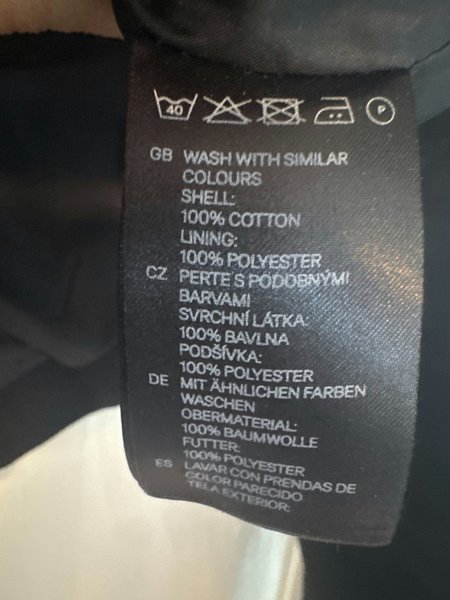 40 P
GB WASH WITH SIMILAR
COLOURS
SHELL:
100% COTTON
LINING:
100% POLYESTER
CZ PERTE S PODOBNÝMI
BARVAMI
SVRCHNÍ LÁTKA:
100% BAVLNA
PODŠÍVKA:
100% POLYESTER
DE MIT ÄHNLICHEN FARBEN
WASCHEN
OBERMATERIAL:
100% BAUMWOLLE
FUTTER:
100% POLYESTER
ES LAVAR CON PRENDAS DE
COLOR PARECIDO
TELA EXTERIOR: